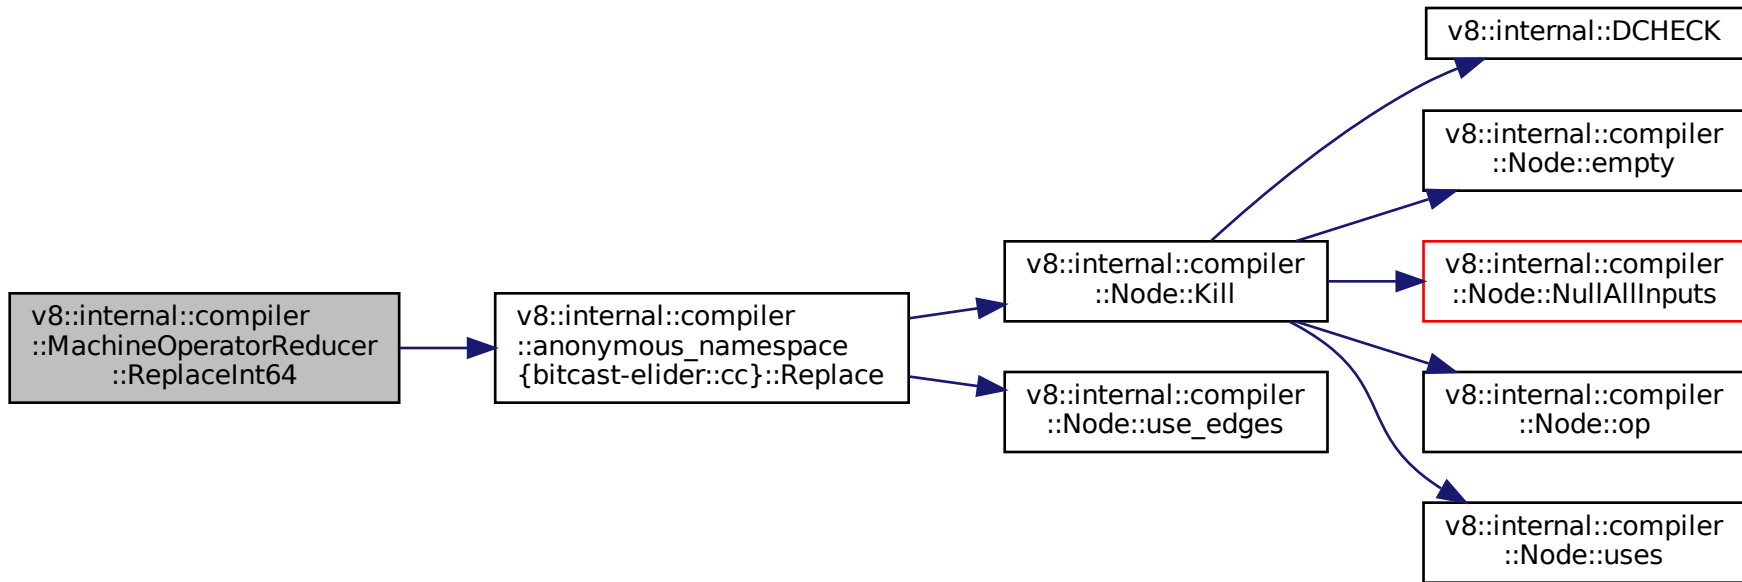 v8::internal::compiler
::MachineOperatorReducer
::ReplaceInt64
v8::internal::compiler
::anonymous_namespace
{bitcast-elider::cc}::Replace
v8::internal::compiler
::Node::Kill
v8::internal::compiler
::Node::use_edges
v8::internal::DCHECK
v8::internal::compiler
::Node::empty
v8::internal::compiler
::Node::NullAllInputs
v8::internal::compiler
::Node::op
v8::internal::compiler
::Node::uses